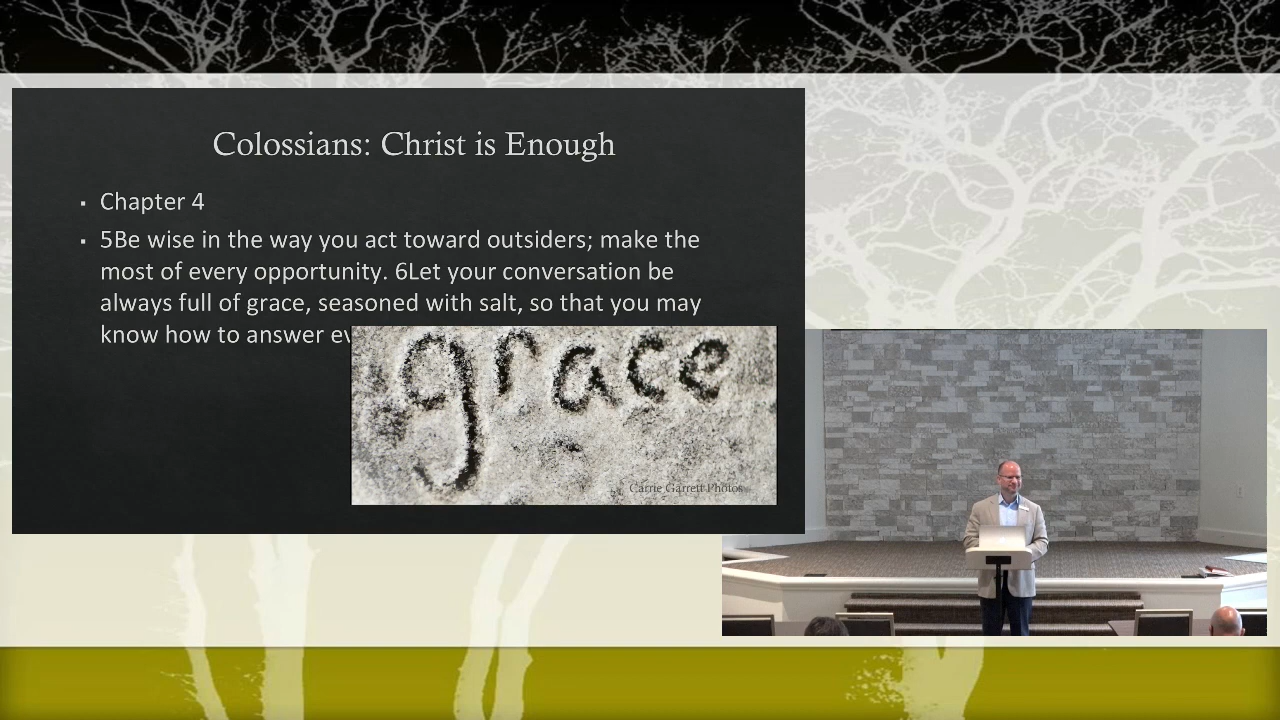 Colossians: Christ is Enough
▪ Chapter 4
▪ 5Be wise in the way you act toward outsiders; make the
most of every opportunity. 6Let your conversation be
always full of grace, seasoned with salt, so that you may
know how to answer ev
grace
Carrie Garrett Photos